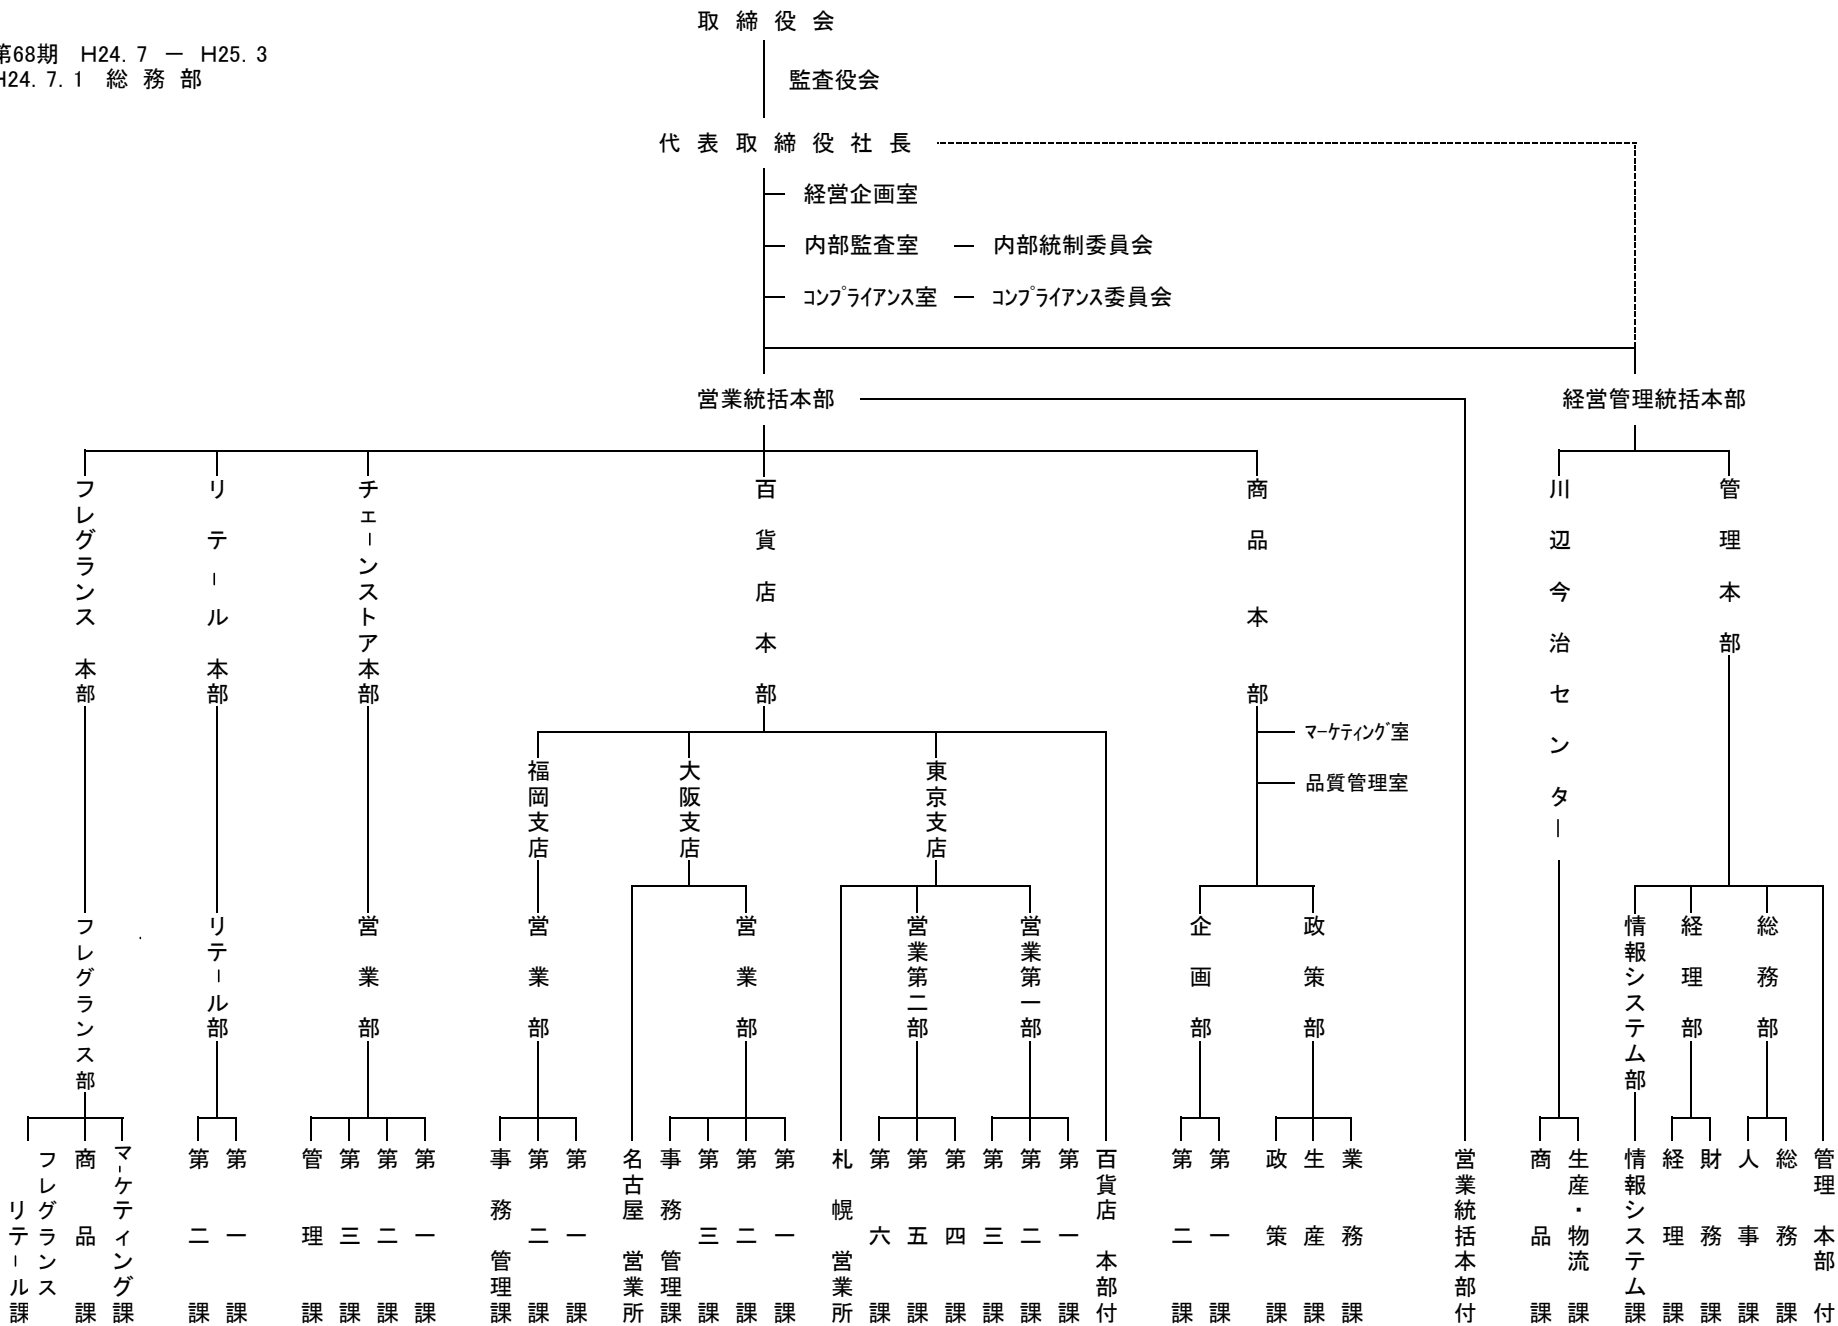 取締役会
第68期 H24.7 － H25.3
H24.7.1 総務部
監査役会
代表取締役社長
経営企画室
内部監査室 ― 内部統制委員会
コンプライアンス室 ― コンプライアンス委員会
営業統括本部
経営管理統括本部
フレグランス本部
リテール本部
チェーンストア本部
百貨店本部
商品本部
川辺今治センター
管理本部
マーケティング室
品質管理室
福岡支店
大阪支店
東京支店
フレグランス部
リテール部
営業部
営業部
営業部
営業第二部
営業第一部
企画部
政策部
情報システム部
経理部
総務部
フレグランス
リテール課
商品課
マーケティング課
第二課
第一課
管理課
第三課
第二課
第一課
事務管理課
第二課
第一課
名古屋営業所
事務管理課
第三課
第二課
第一課
札幌営業所
第六課
第五課
第四課
第三課
第二課
第一課
百貨店本部付
第二課
第一課
政策課
生産課
業務課
営業統括本部付
商品課
生産・物流課
情報システム課
経理課
財務課
人事課
総務課
管理本部付